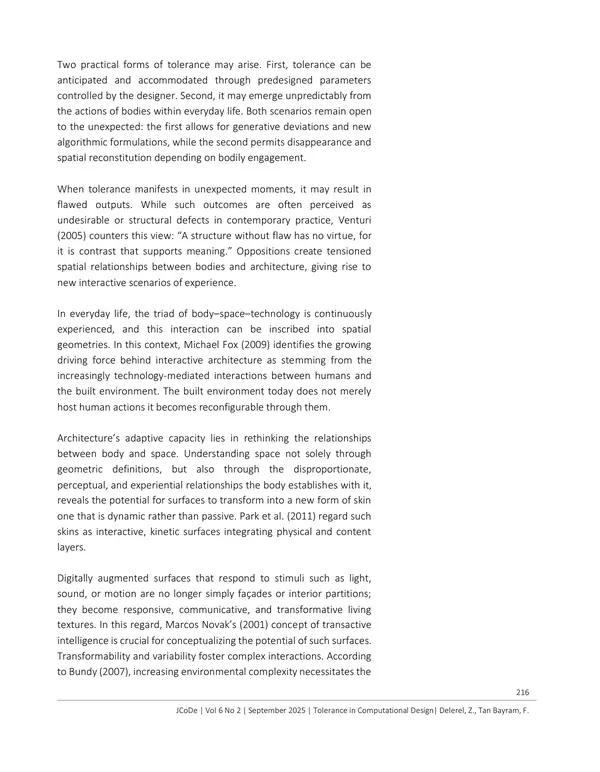 Two practical forms of tolerance may arise. First, tolerance can be
anticipated and accommodated through predesigned parameters
controlled by the designer. Second, it may emerge unpredictably from
the actions of bodies within everyday life. Both scenarios remain open
to the unexpected: the first allows for generative deviations and new
algorithmic formulations, while the second permits disappearance and
spatial reconstitution depending on bodily engagement.
When tolerance manifests in unexpected moments, it may result in
flawed outputs. While such outcomes are often perceived as
undesirable or structural defects in contemporary practice, Venturi
(2005) counters this view: “A structure without flaw has no virtue, for
it is contrast that supports meaning.” Oppositions create tensioned
spatial relationships between bodies and architecture, giving rise to
new interactive scenarios of experience.
In everyday life, the triad of body–space–technology is continuously
experienced, and this interaction can be inscribed into spatial
geometries. In this context, Michael Fox (2009) identifies the growing
driving force behind interactive architecture as stemming from the
increasingly technology-mediated interactions between humans and
the built environment. The built environment today does not merely
host human actions it becomes reconfigurable through them.
Architecture’s adaptive capacity lies in rethinking the relationships
between body and space. Understanding space not solely through
geometric definitions, but also through the disproportionate,
perceptual, and experiential relationships the body establishes with it,
reveals the potential for surfaces to transform into a new form of skin
one that is dynamic rather than passive. Park et al. (2011) regard such
skins as interactive, kinetic surfaces integrating physical and content
layers.
Digitally augmented surfaces that respond to stimuli such as light,
sound, or motion are no longer simply façades or interior partitions;
they become responsive, communicative, and transformative living
textures. In this regard, Marcos Novak’s (2001) concept of transactive
intelligence is crucial for conceptualizing the potential of such surfaces.
Transformability and variability foster complex interactions. According
to Bundy (2007), increasing environmental complexity necessitates the
216
JCoDe | Vol 6 No 2 | September 2025 | Tolerance in Computational Design| Delerel, Z., Tan Bayram, F.